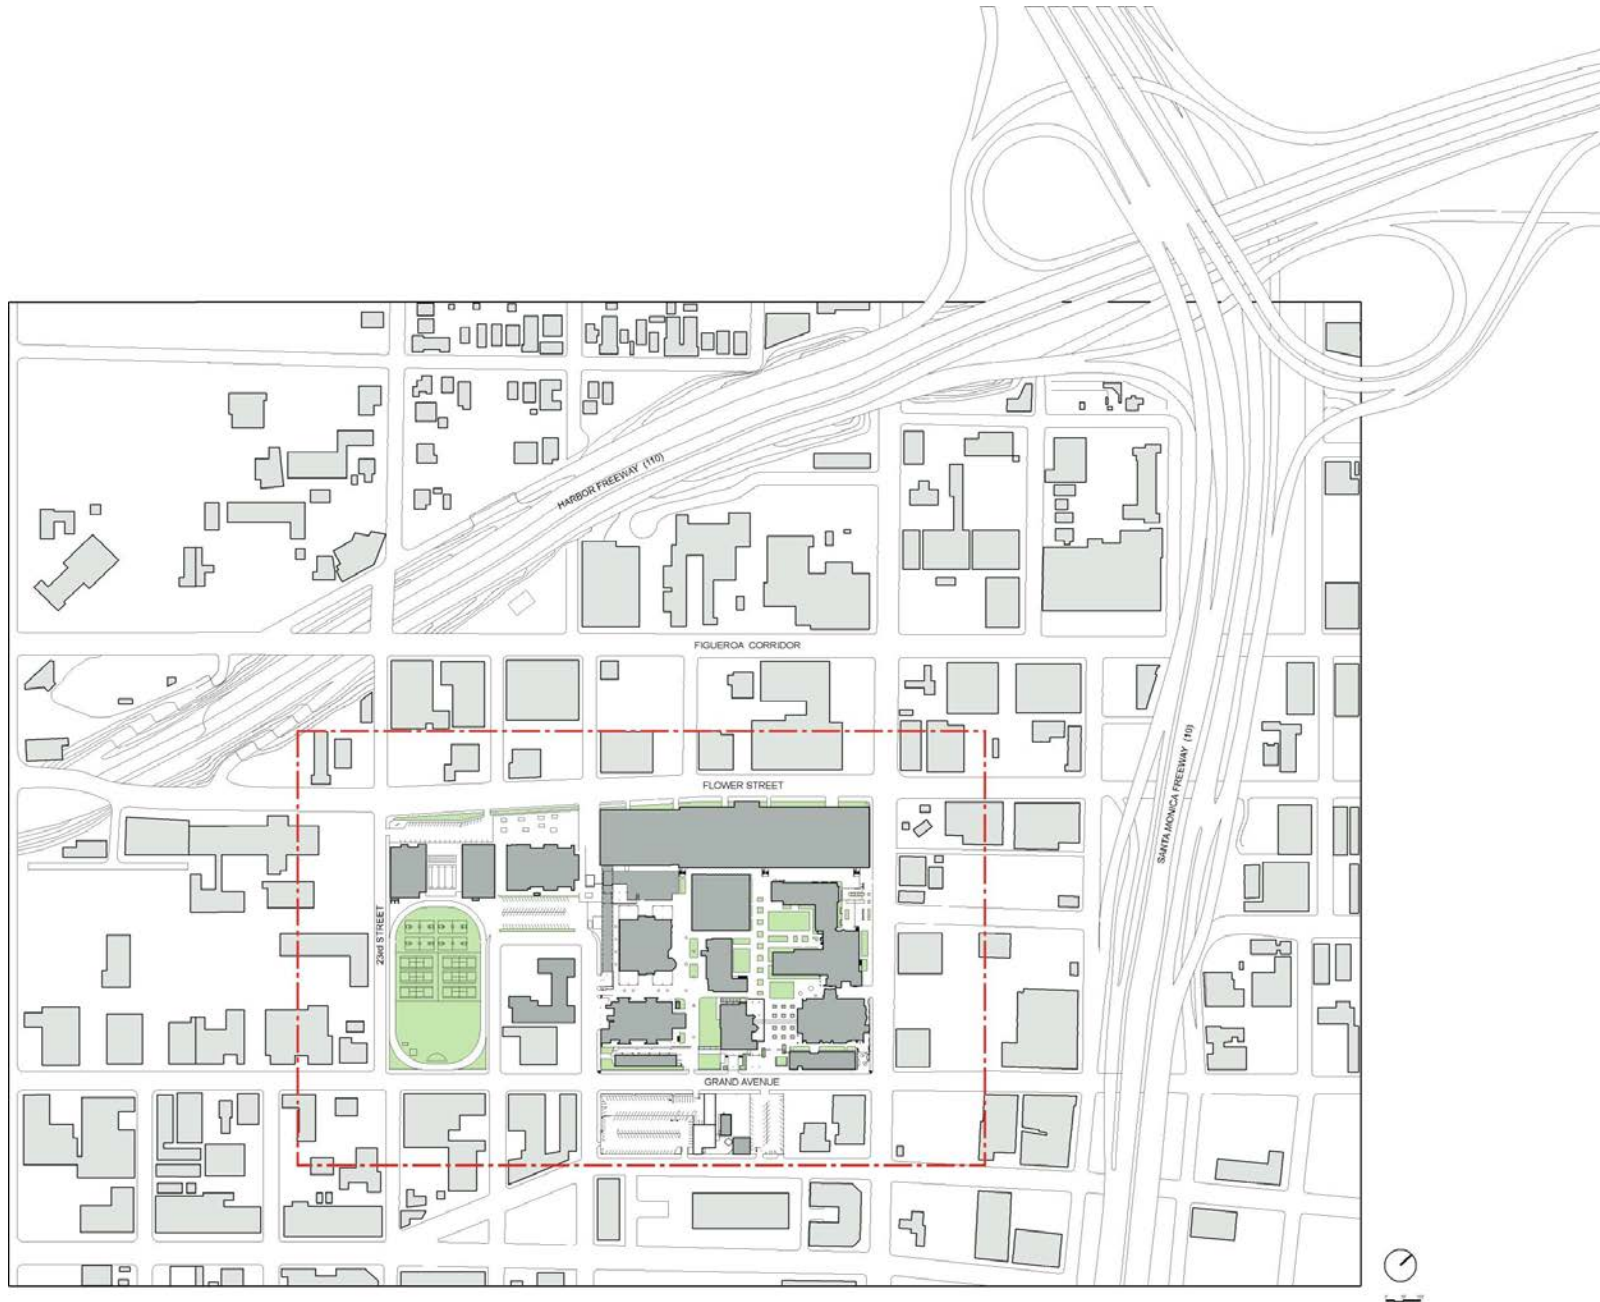 HARBOR FREEWAY (110)
FIGUEROA CORRIDOR
SANTA MONICA FREEWAY (10)
FLOWER STREET
23rd STREET
GRAND AVENUE